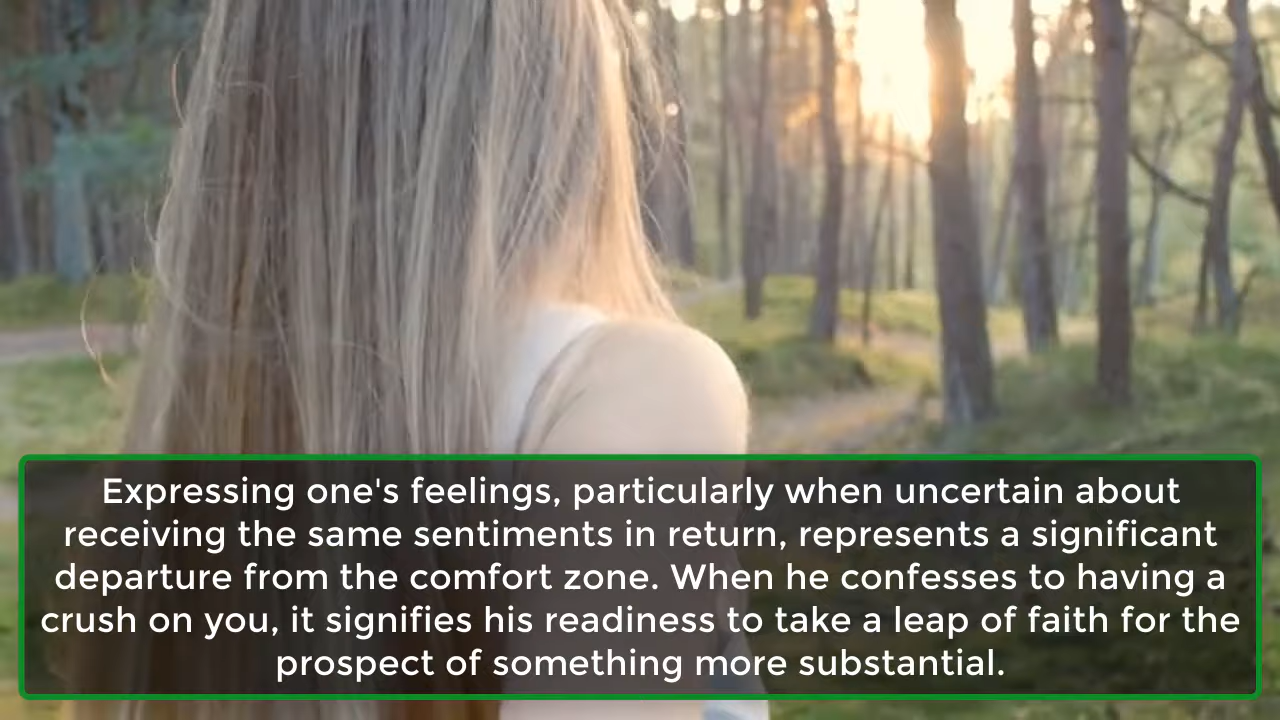 Expressing one's feelings, particularly when uncertain about
receiving the same sentiments in return, represents a significant
departure from the comfort zone. When he confesses to having a
crush on you, it signifies his readiness to take a leap of faith for the
prospect of something more substantial.